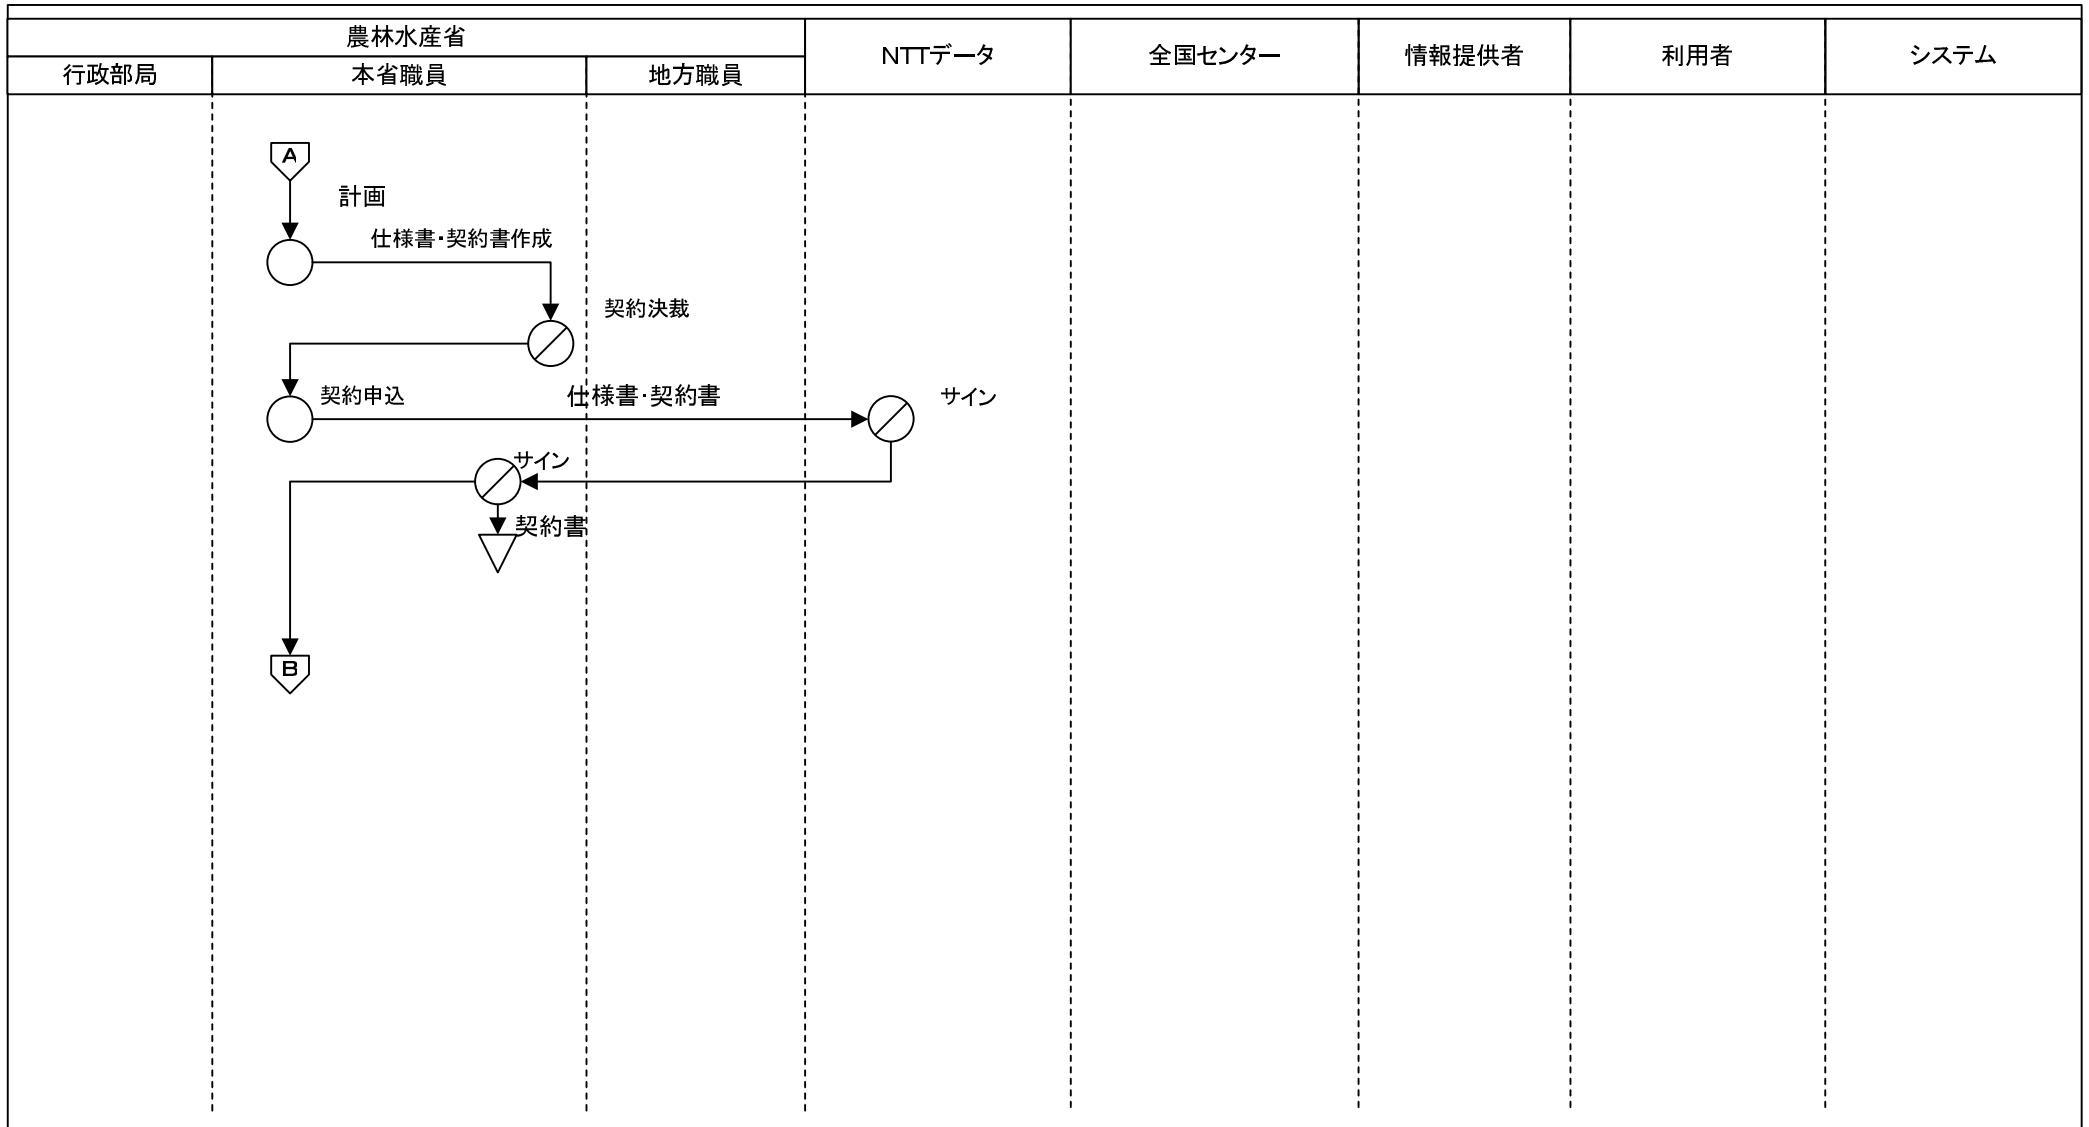 農林水産省
行政部局
本省職員
地方職員
NTTデータ
全国センター
情報提供者
利用者
システム
A
計画
仕様書・契約書作成
契約決裁
契約申込
仕様書・契約書
サイン
サイン
契約書
B